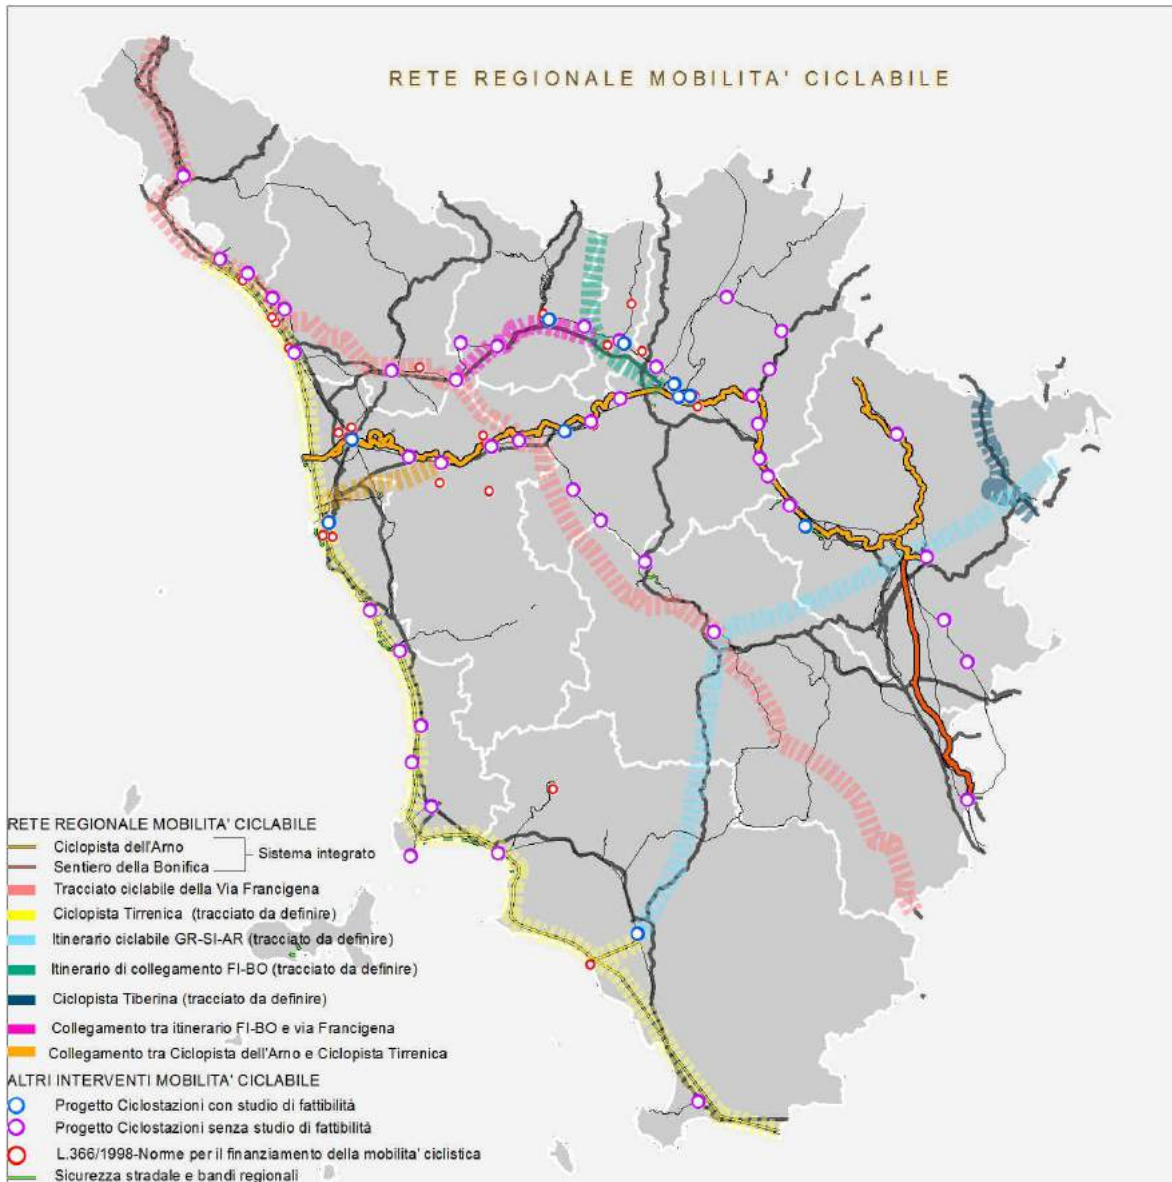 RETE REGIONALE MOBILITA' CICLABILE
RETE REGIONALE MOBILITA' CICLABILE
Ciclopista dell'Arno
Sentiero della Bonifica
Sistema integrato
Tracciato ciclabile della Via Francigena
Ciclopista Tirrenica (tracciato da definire)
Itinerario ciclabile GR-SI-AR (tracciato da definire)
Itinerario di collegamento FI-BO (tracciato da definire)
Ciclopista Tiberina (tracciato da definire)
Collegamento tra itinerario FI-BO e via Francigena
Collegamento tra Ciclopista dell'Arno e Ciclopista Tirrenica
ALTRI INTERVENTI MOBILITA' CICLABILE
Progetto Ciclostazioni con studio di fattibilità
Progetto Ciclostazioni senza studio di fattibilità
L.366/1998-Norme per il finanziamento della mobilita' ciclistica
Sicurezza stradale e bandi regionali